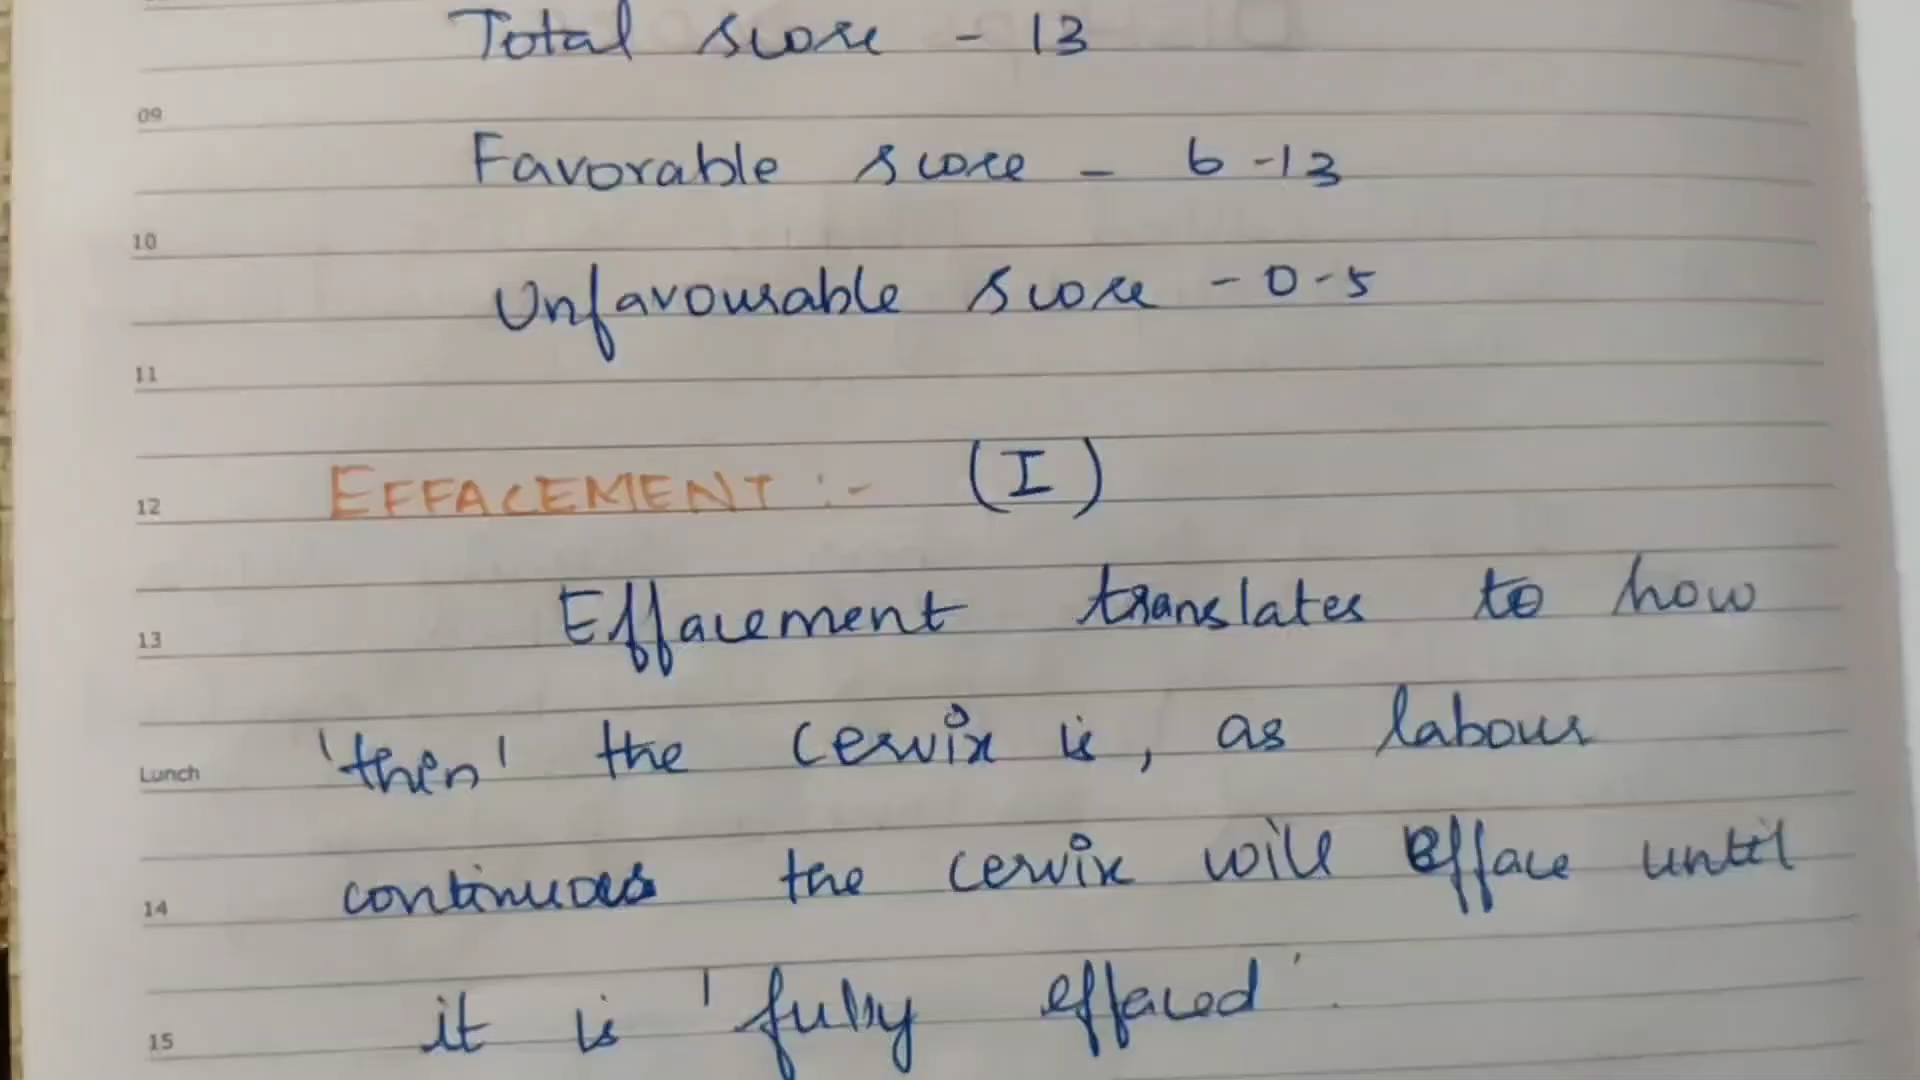 Total score - 13
09
Favorable score - 6-13
10
Unfavourable score - 0-5
11
12 EFFACEMENT :- (I)
13 Effacement translates to how
Lunch 'thin' the cervix is, as labour
14 continues the cervix will efface until
15 it is 'fully effaced'.